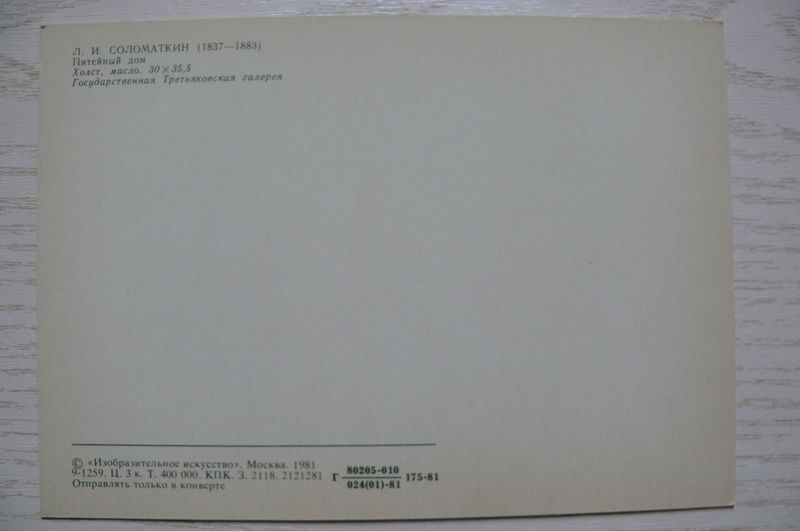 Л. И. СОЛОМАТКИН (1837—1883)
Питейный дом
Холст, масло. 30×35,5
Государственная Третьяковская галерея
© «Изобразительное искусство». Москва. 1981
9-1259. Ц. 3 к. Т. 400 000. КПК. З. 2118. 2121281
Отправлять только в конверте
Г 80205-010 175-81
024(01)-81